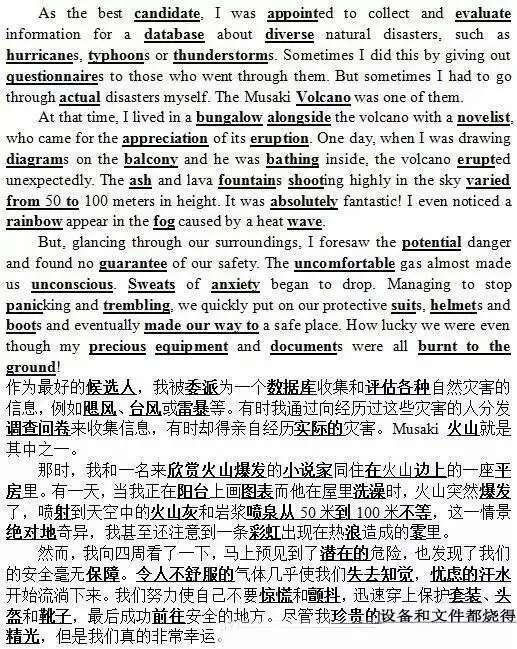 As the best candidate, I was appointed to collect and evaluate
information for a database about diverse natural disasters, such as
hurricanes, typhoons or thunderstorms. Sometimes I did this by giving out
questionnaires to those who went through them. But sometimes I had to go
through actual disasters myself. The Musaki Volcano was one of them.
At that time, I lived in a bungalow alongside the volcano with a novelist,
who came for the appreciation of its eruption. One day, when I was drawing
diagrams on the balcony and he was bathing inside, the volcano erupted
unexpectedly. The ash and lava fountains shooting highly in the sky varied
from 50 to 100 meters in height. It was absolutely fantastic! I even noticed a
rainbow appear in the fog caused by a heat wave.
But, glancing through our surroundings, I foresaw the potential danger
and found no guarantee of our safety. The uncomfortable gas almost made
us unconscious. Sweats of anxiety began to drop. Managing to stop
panicking and trembling, we quickly put on our protective suits, helmets and
boots and eventually made our way to a safe place. How lucky we were even
though my precious equipment and documents were all burnt to the
ground!
作为最好的候选人，我被委派为一个数据库收集和评估各种自然灾害的
信息，例如飓风、台风或雷暴等。有时我通过向经历过这些灾害的人分发
调查问卷来收集信息，有时却得亲自经历实际的灾害。Musaki 火山就是
其中之一。
那时，我和一名来欣赏火山爆发的小说家同住在火山边上的一座平
房里。有一天，当我正在阳台上画图表而他在屋里洗澡时，火山突然爆发
了，喷射到天空中的火山灰和岩浆喷泉从 50 米到 100 米不等，这一情景
绝对地奇异，我甚至还注意到一条彩虹出现在热浪造成的雾里。
然而，我向四周看了一下，马上预见到了潜在的危险，也发现了我们
的安全毫无保障。令人不舒服的气体几乎使我们失去知觉，忧虑的汗水
开始流淌下来。我们努力使自己不要惊慌和颤抖，迅速穿上保护套装、头
盔和靴子，最后成功前往安全的地方。尽管我珍贵的设备和文件都烧得
精光，但是我们真的非常幸运。